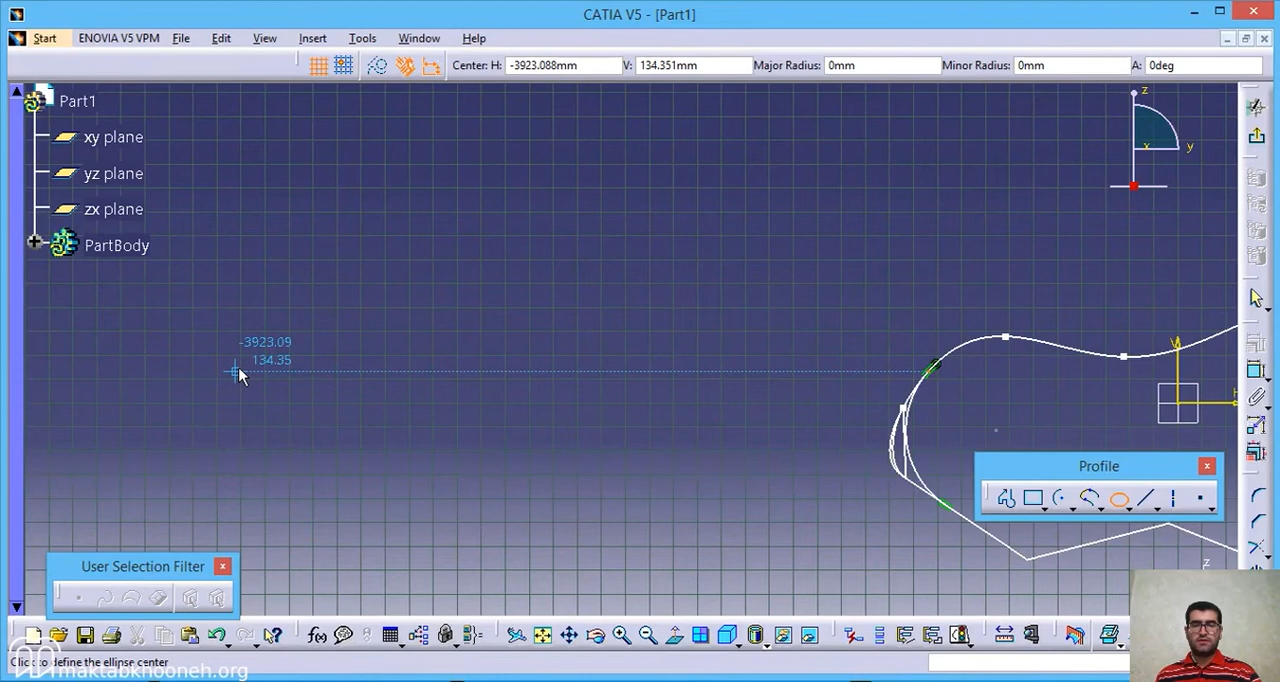 CATIA V5 - [Part1]
Start ENOVIA V5 VPM File Edit View Insert Tools Window Help
Center: H: -3923.088mm V: 134.351mm Major Radius: 0mm Minor Radius: 0mm A: 0deg
Part1
xy plane
yz plane
zx plane
PartBody
z
x
y
-3923.09
134.35
V
H
Profile
User Selection Filter
z
f(x)
Click to define the ellipse center
maktabkhooneh.org